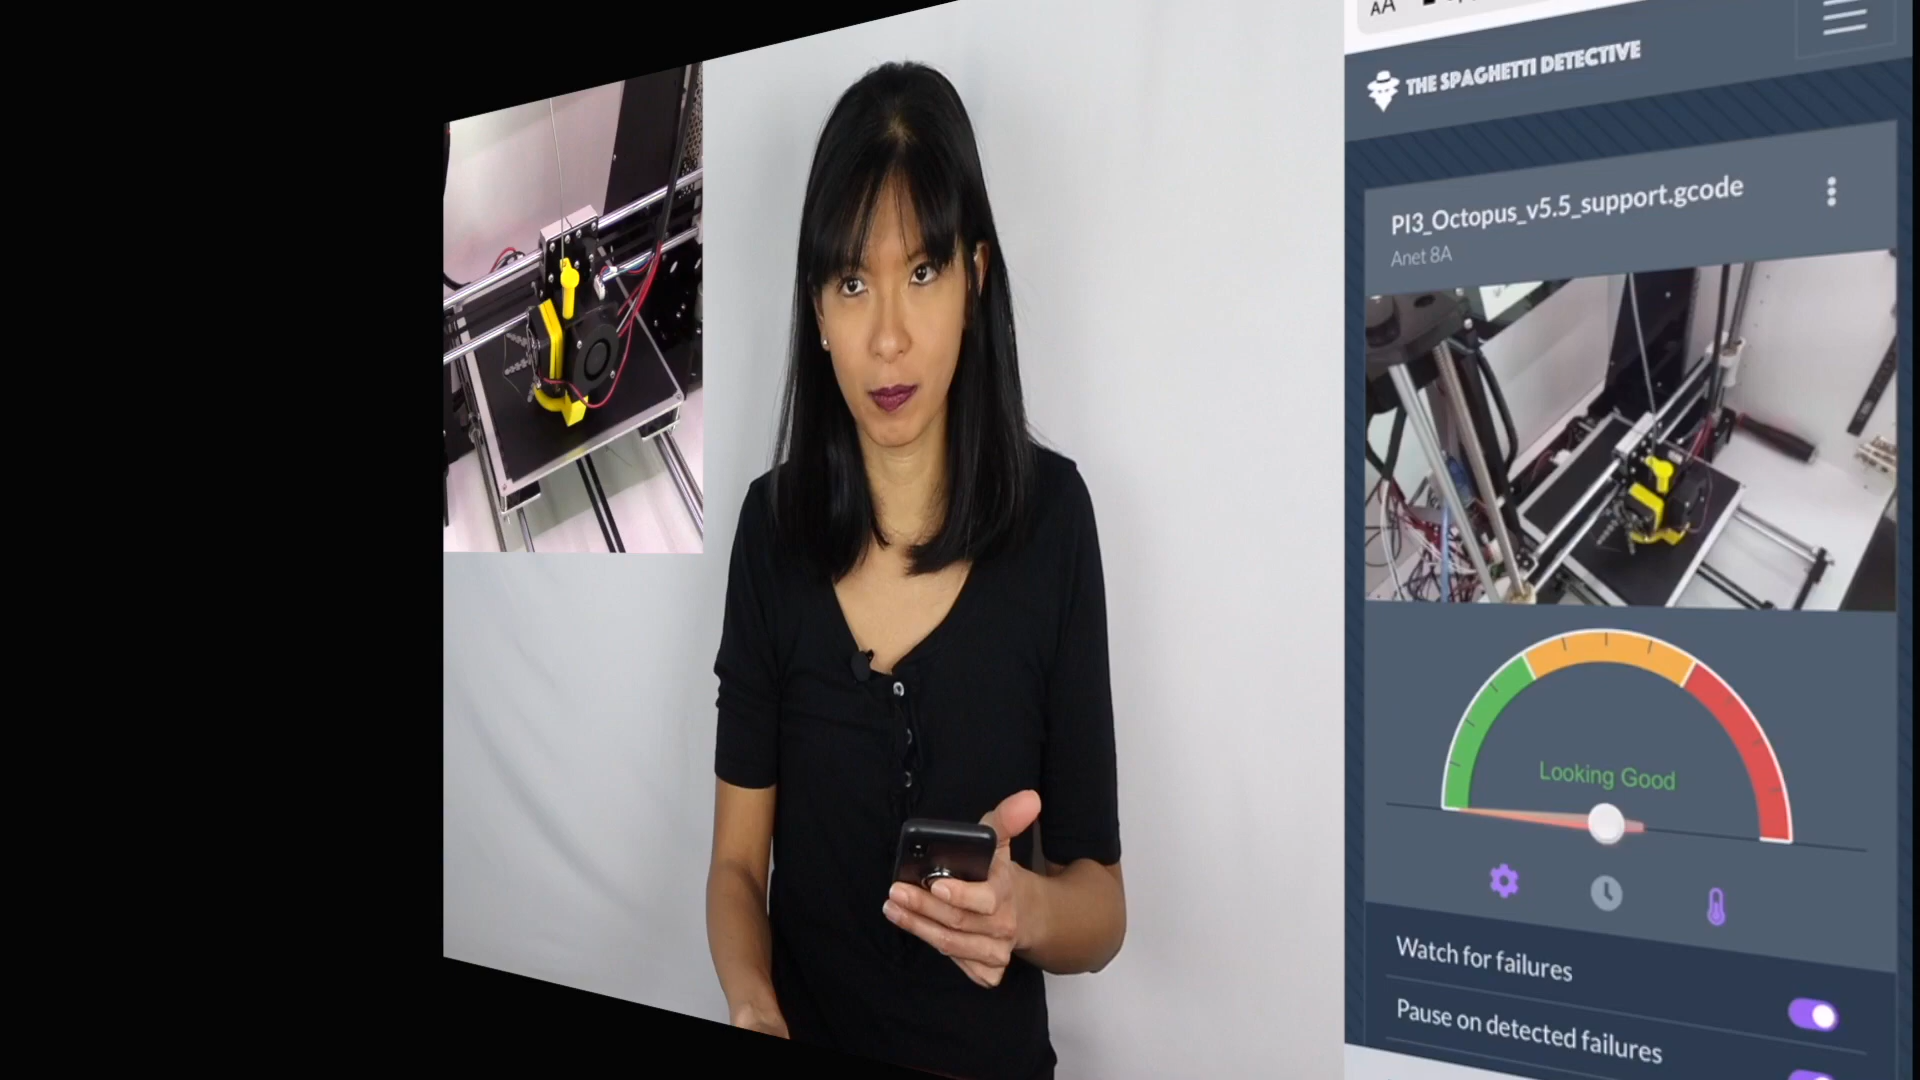 AA
THE SPAGHETTI DETECTIVE
PI3_Octopus_v5.5_support.gcode
Anet 8A
Looking Good
Watch for failures
Pause on detected failures